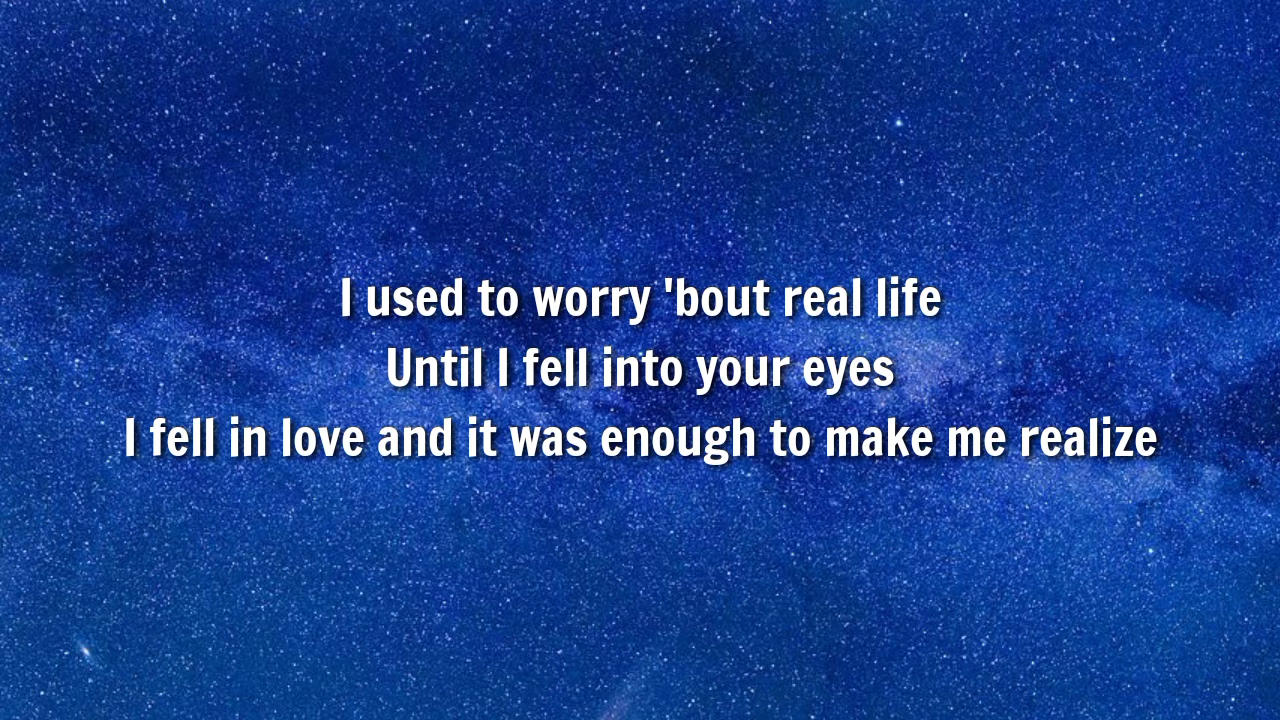 I used to worry 'bout real life
Until I fell into your eyes
I fell in love and it was enough to make me realize